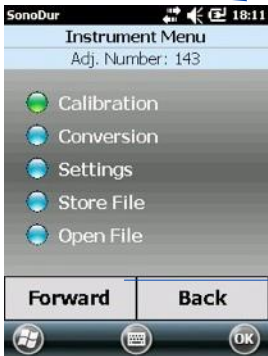 SonoDur 18:11
Instrument Menu
Adj. Number: 143
Calibration
Conversion
Settings
Store File
Open File
Forward Back
OK